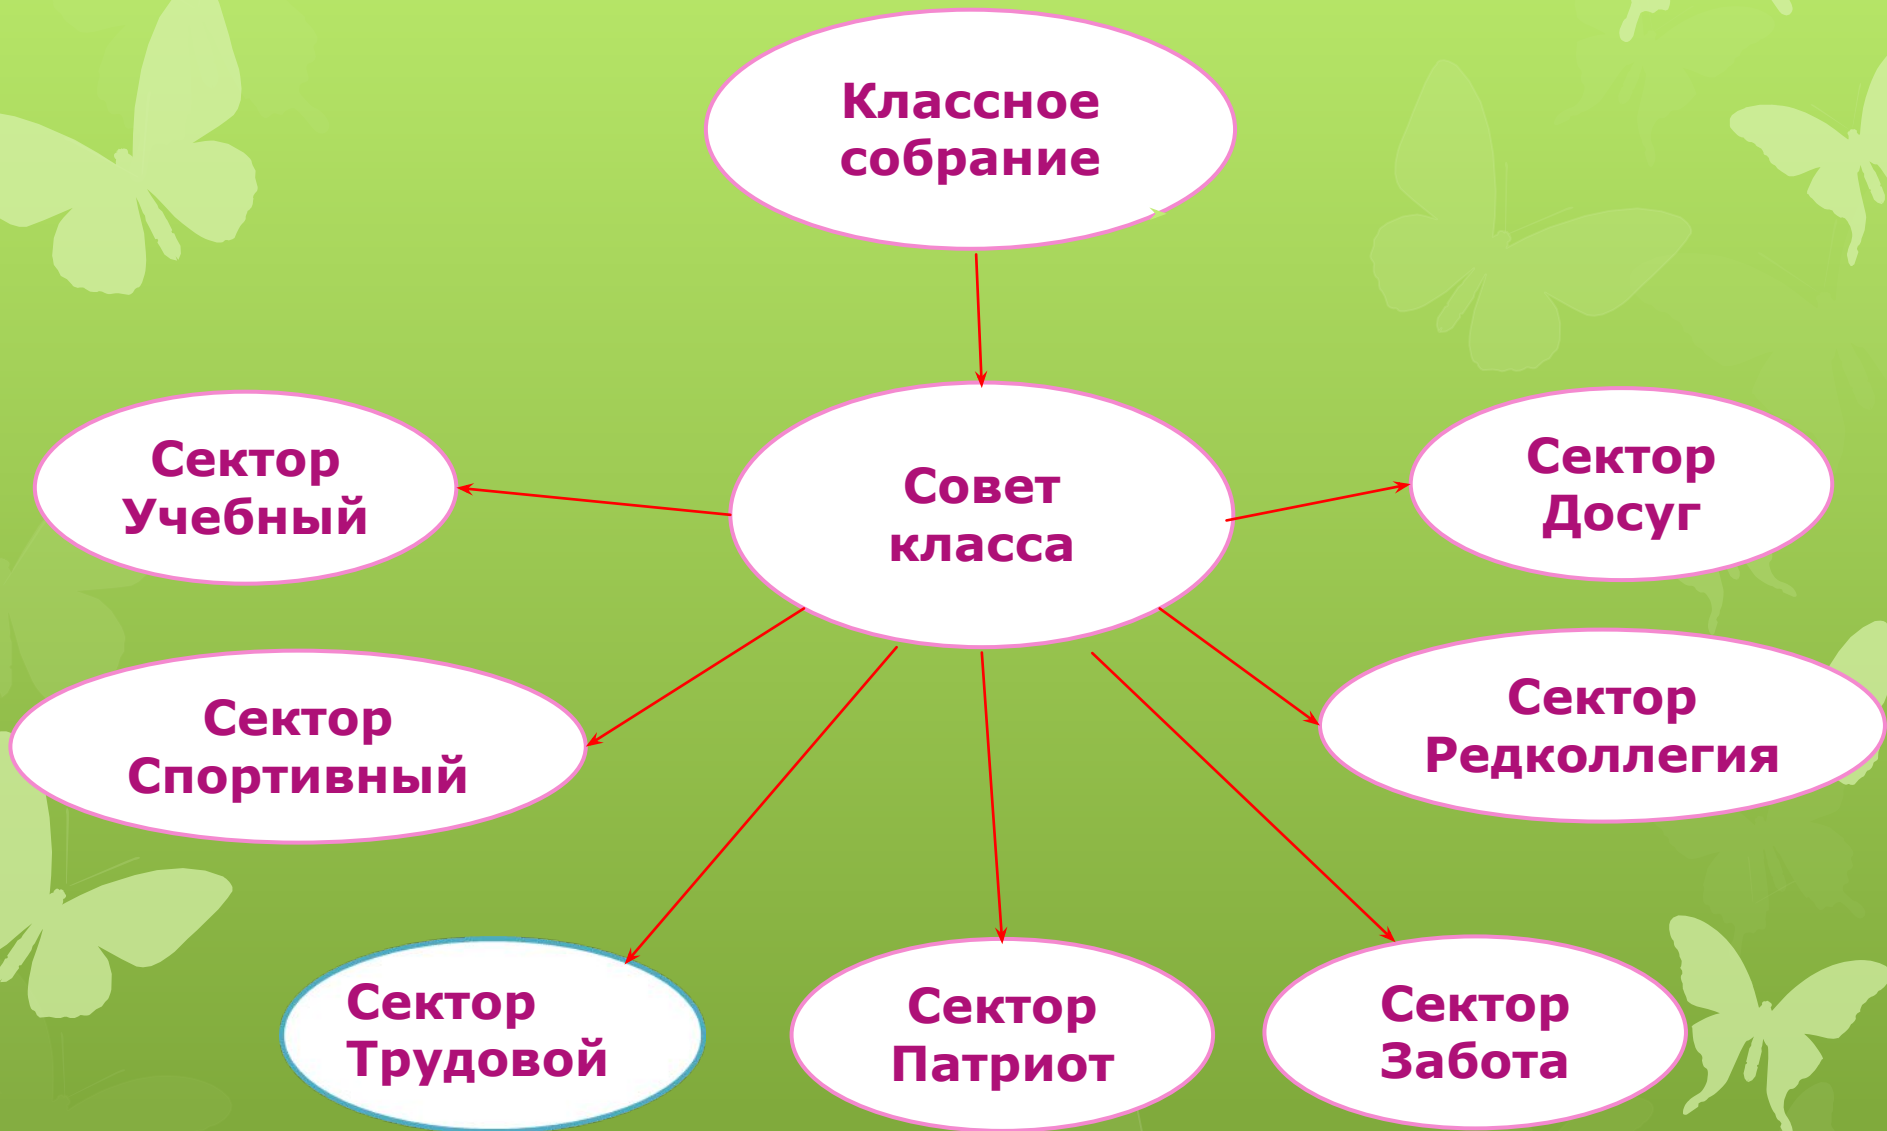 Классное
собрание
Сектор
Учебный
Совет
класса
Сектор
Досуг
Сектор
Спортивный
Сектор
Редколлегия
Сектор
Трудовой
Сектор
Патриот
Сектор
Забота